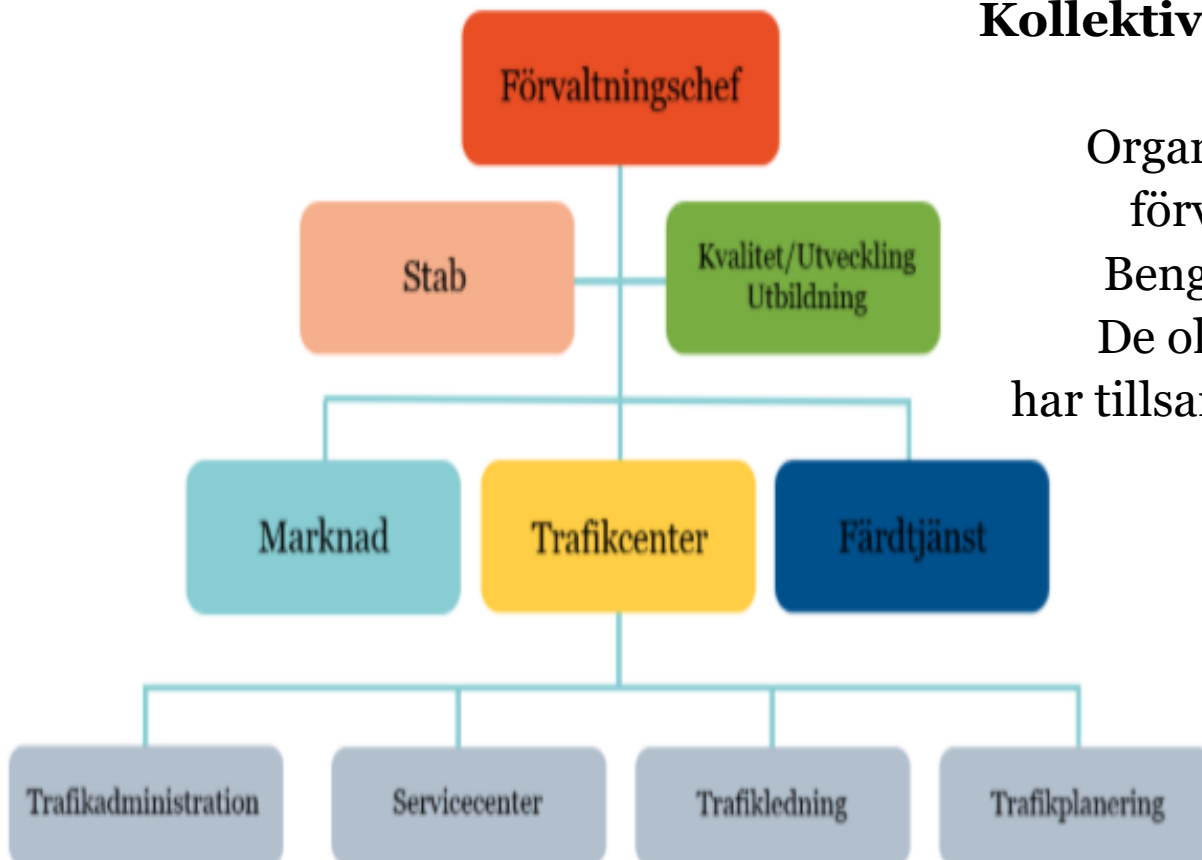 Kollektiv
Förvaltningschef
Organ
förv
Beng
De ol
har tillsa
Stab
Kvalitet/Utveckling
Utbildning
Marknad
Trafikcenter
Färdtjänst
Trafikadministration
Servicecenter
Trafikledning
Trafikplanering